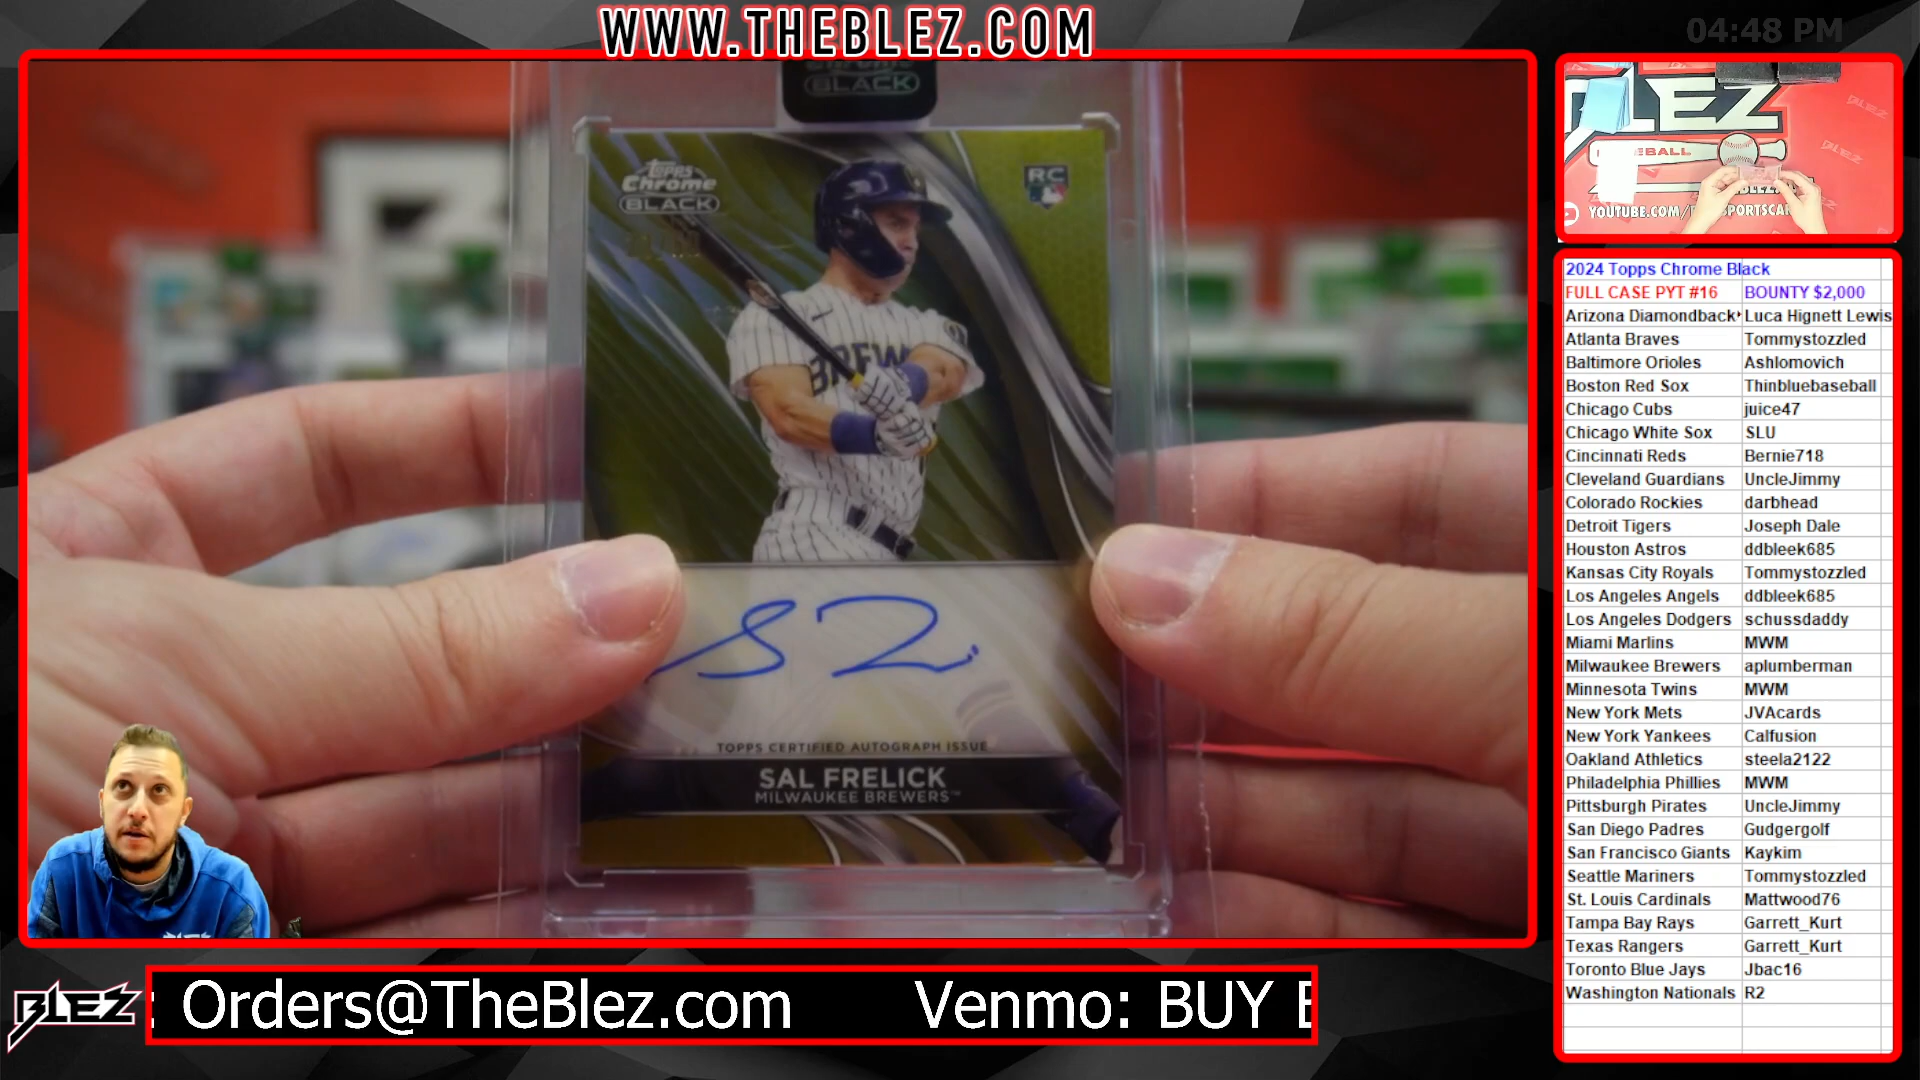 WWW.THEBLEZ.COM
04:48 PM
Chrome
BLACK
Topps
Chrome
BLACK
RC
BREW
TOPPS CERTIFIED AUTOGRAPH ISSUE
SAL FRELICK
MILWAUKEE BREWERS™
BLEZ
YOUTUBE.COM/
2024 Topps Chrome Black
FULL CASE PYT #16 BOUNTY $2,000
Arizona Diamondback Luca Hignett Lewis
Atlanta Braves Tommystozzled
Baltimore Orioles Ashlomovich
Boston Red Sox Thinbluebaseball
Chicago Cubs juice47
Chicago White Sox SLU
Cincinnati Reds Bernie718
Cleveland Guardians UncleJimmy
Colorado Rockies darbhead
Detroit Tigers Joseph Dale
Houston Astros ddbleek685
Kansas City Royals Tommystozzled
Los Angeles Angels ddbleek685
Los Angeles Dodgers schussdaddy
Miami Marlins MWM
Milwaukee Brewers aplumberman
Minnesota Twins MWM
New York Mets JVAcards
New York Yankees Calfusion
Oakland Athletics steela2122
Philadelphia Phillies MWM
Pittsburgh Pirates UncleJimmy
San Diego Padres Gudgergolf
San Francisco Giants Kaykim
Seattle Mariners Tommystozzled
St. Louis Cardinals Mattwood76
Tampa Bay Rays Garrett_Kurt
Texas Rangers Garrett_Kurt
Toronto Blue Jays Jbac16
Washington Nationals R2
BLEZ
: Orders@TheBlez.com Venmo: BUY